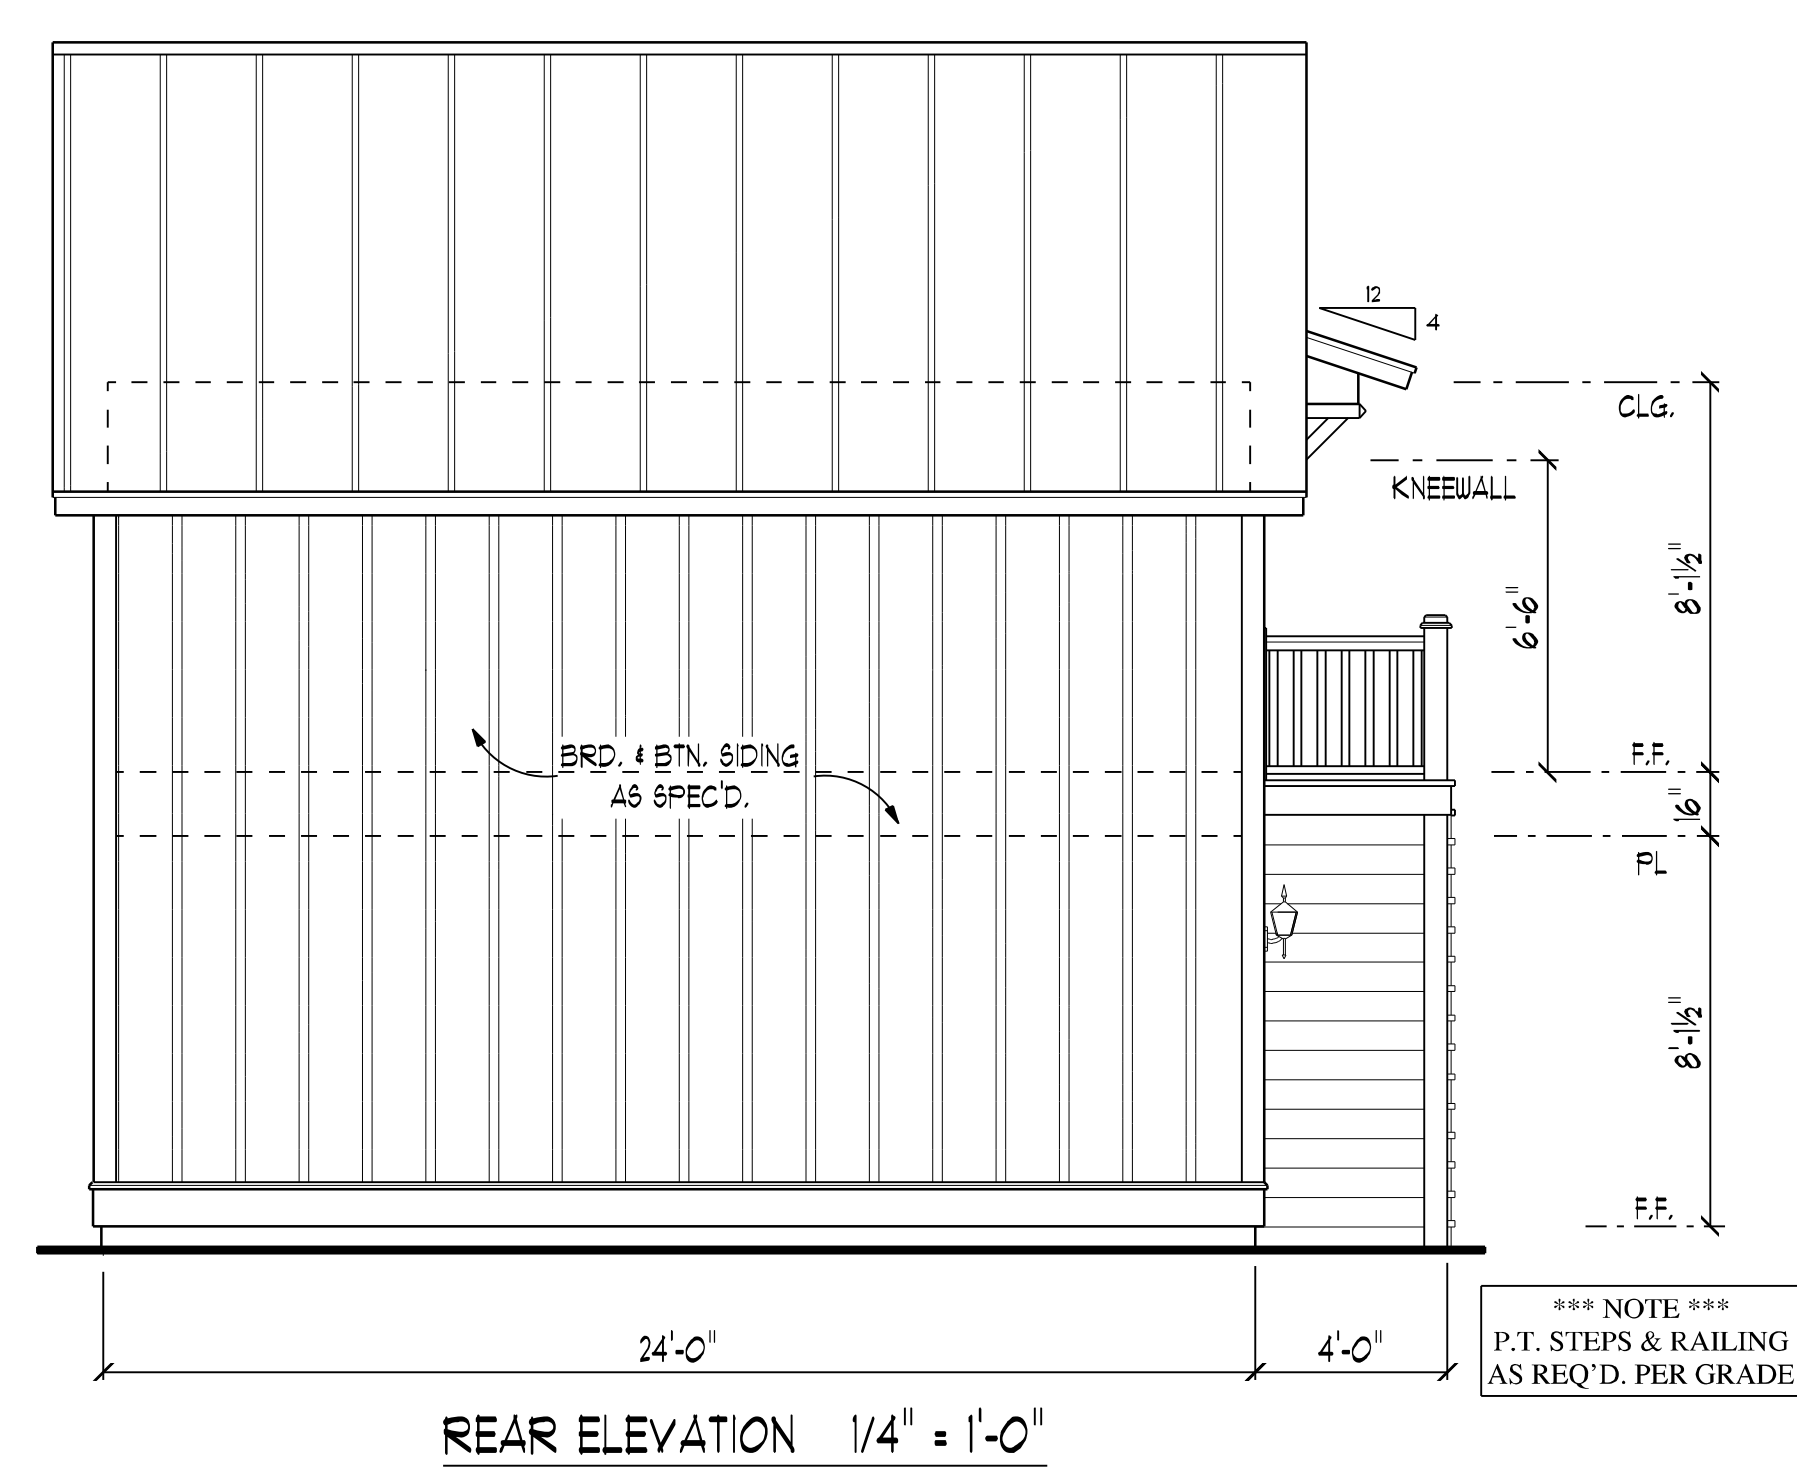 12
4
CLG.
KNEEWALL
8'-1½"
6'-6"
BRD. & BTN. SIDING
AS SPEC'D.
F.F.
16"
PL
8'-1½"
F.F.
24'-0"
4'-0"
*** NOTE ***
P.T. STEPS & RAILING
AS REQ'D. PER GRADE
REAR ELEVATION 1/4" = 1'-0"